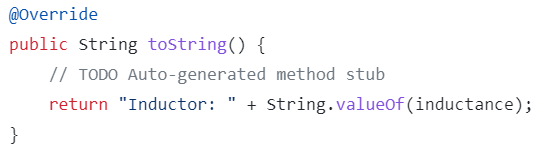 @Override
public String toString() {
    // TODO Auto-generated method stub
    return "Inductor: " + String.valueOf(inductance);
}